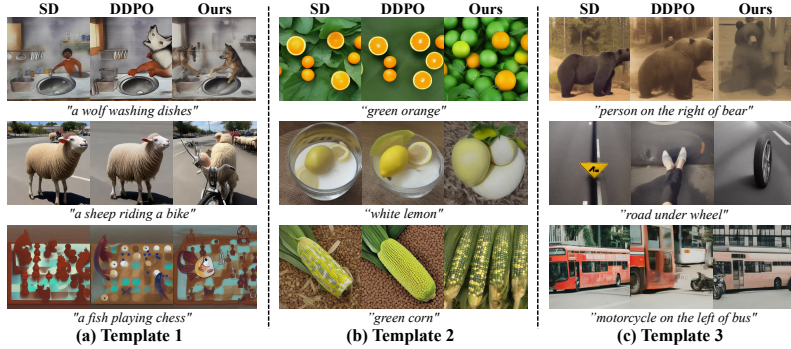 SD DDPO Ours
"a wolf washing dishes"
"a sheep riding a bike"
"a fish playing chess"
(a) Template 1
SD DDPO Ours
“green orange"
“white lemon"
“green corn"
(b) Template 2
SD DDPO Ours
”person on the right of bear"
“road under wheel"
"motorcycle on the left of bus"
(c) Template 3